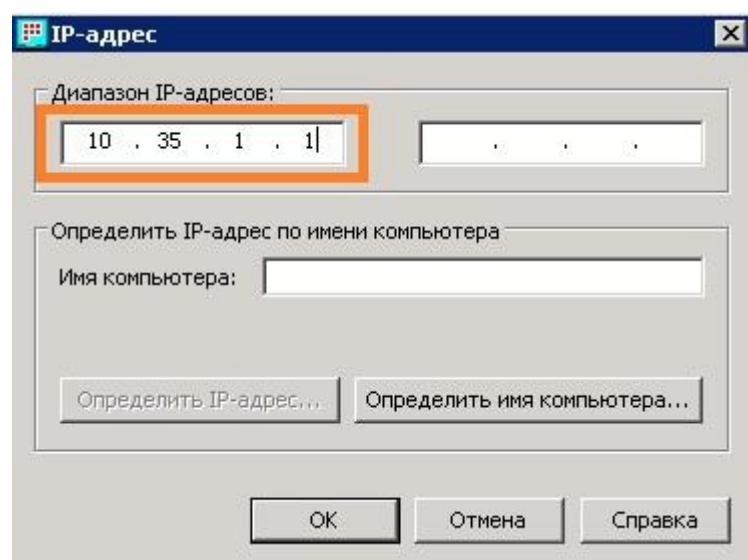 IP-адрес
Диапазон IP-адресов:
10 . 35 . 1 . 1 . . .
Определить IP-адрес по имени компьютера
Имя компьютера:
Определить IP-адрес... Определить имя компьютера...
OK Отмена Справка